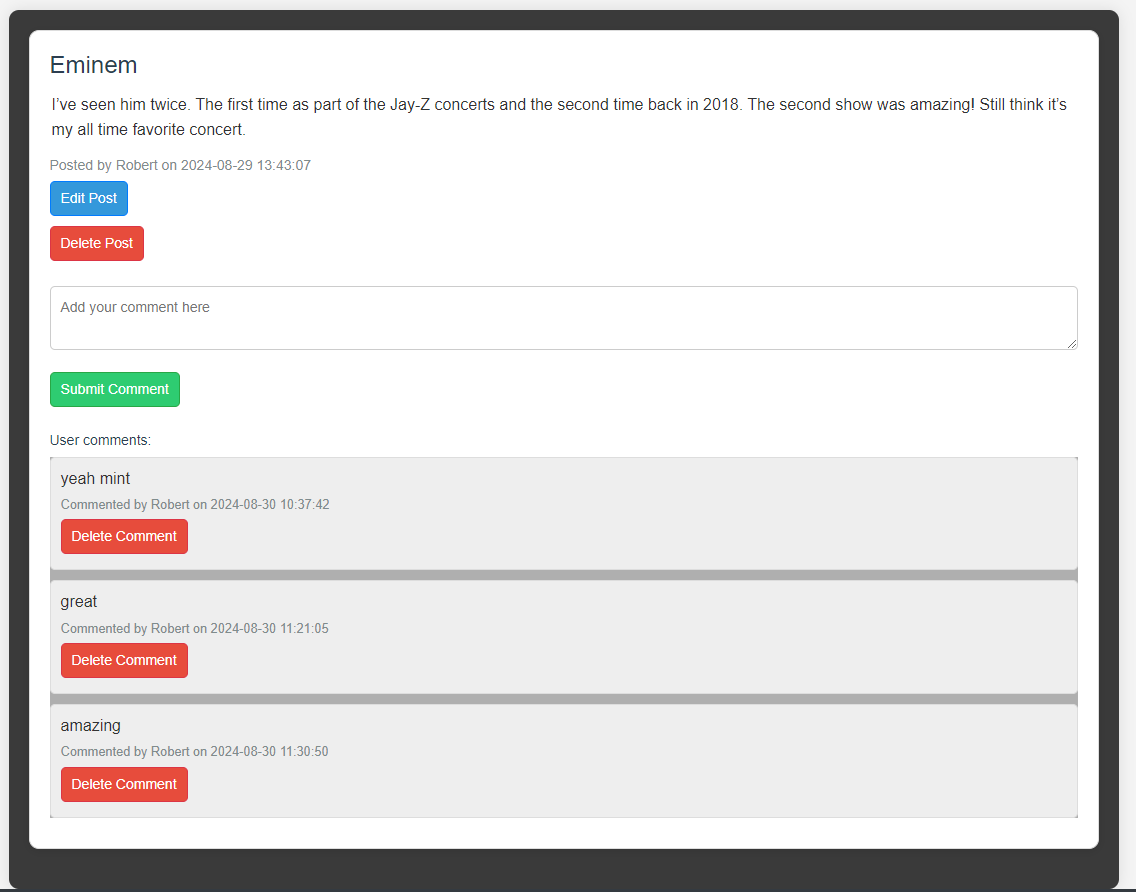 Eminem
I’ve seen him twice. The first time as part of the Jay-Z concerts and the second time back in 2018. The second show was amazing! Still think it’s
my all time favorite concert.
Posted by Robert on 2024-08-29 13:43:07
Edit Post
Delete Post
Add your comment here
Submit Comment
User comments:
yeah mint
Commented by Robert on 2024-08-30 10:37:42
Delete Comment
great
Commented by Robert on 2024-08-30 11:21:05
Delete Comment
amazing
Commented by Robert on 2024-08-30 11:30:50
Delete Comment